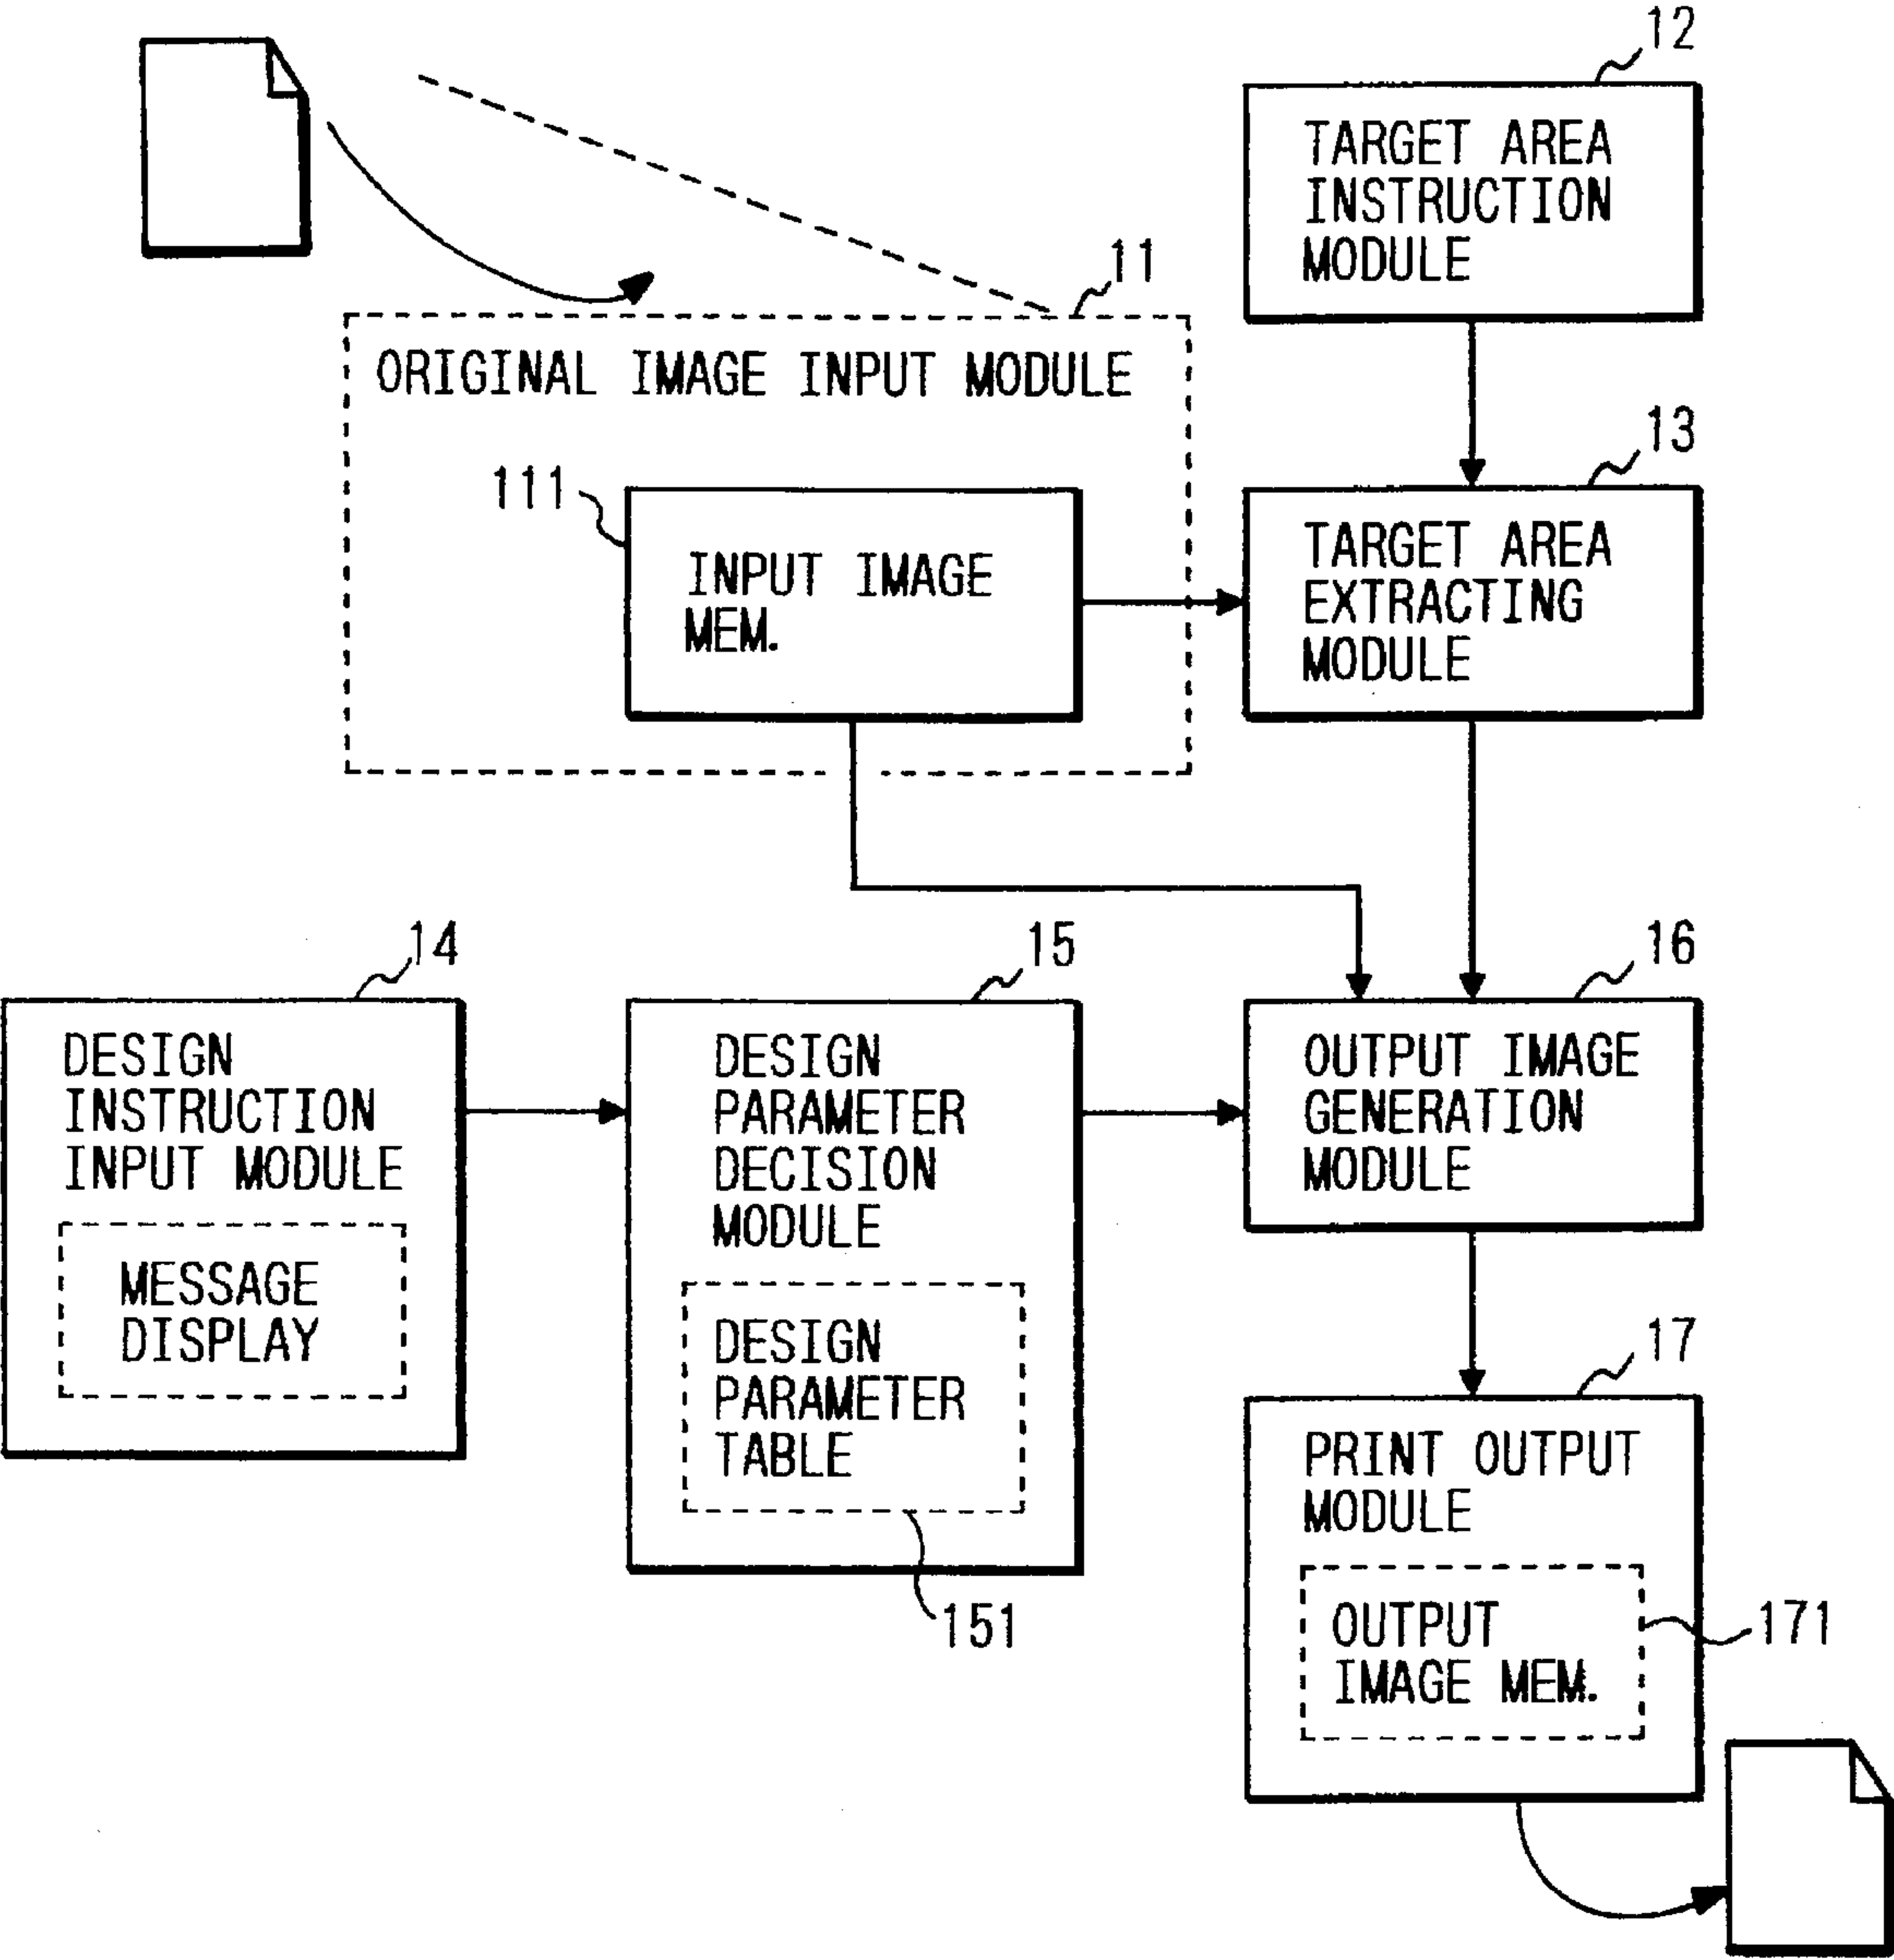 12
TARGET AREA
INSTRUCTION
MODULE
11
ORIGINAL IMAGE INPUT MODULE
111
INPUT IMAGE
MEM.
13
TARGET AREA
EXTRACTING
MODULE
14
DESIGN
INSTRUCTION
INPUT MODULE
MESSAGE
DISPLAY
15
DESIGN
PARAMETER
DECISION
MODULE
DESIGN
PARAMETER
TABLE
151
16
OUTPUT IMAGE
GENERATION
MODULE
17
PRINT OUTPUT
MODULE
OUTPUT
IMAGE MEM.
171